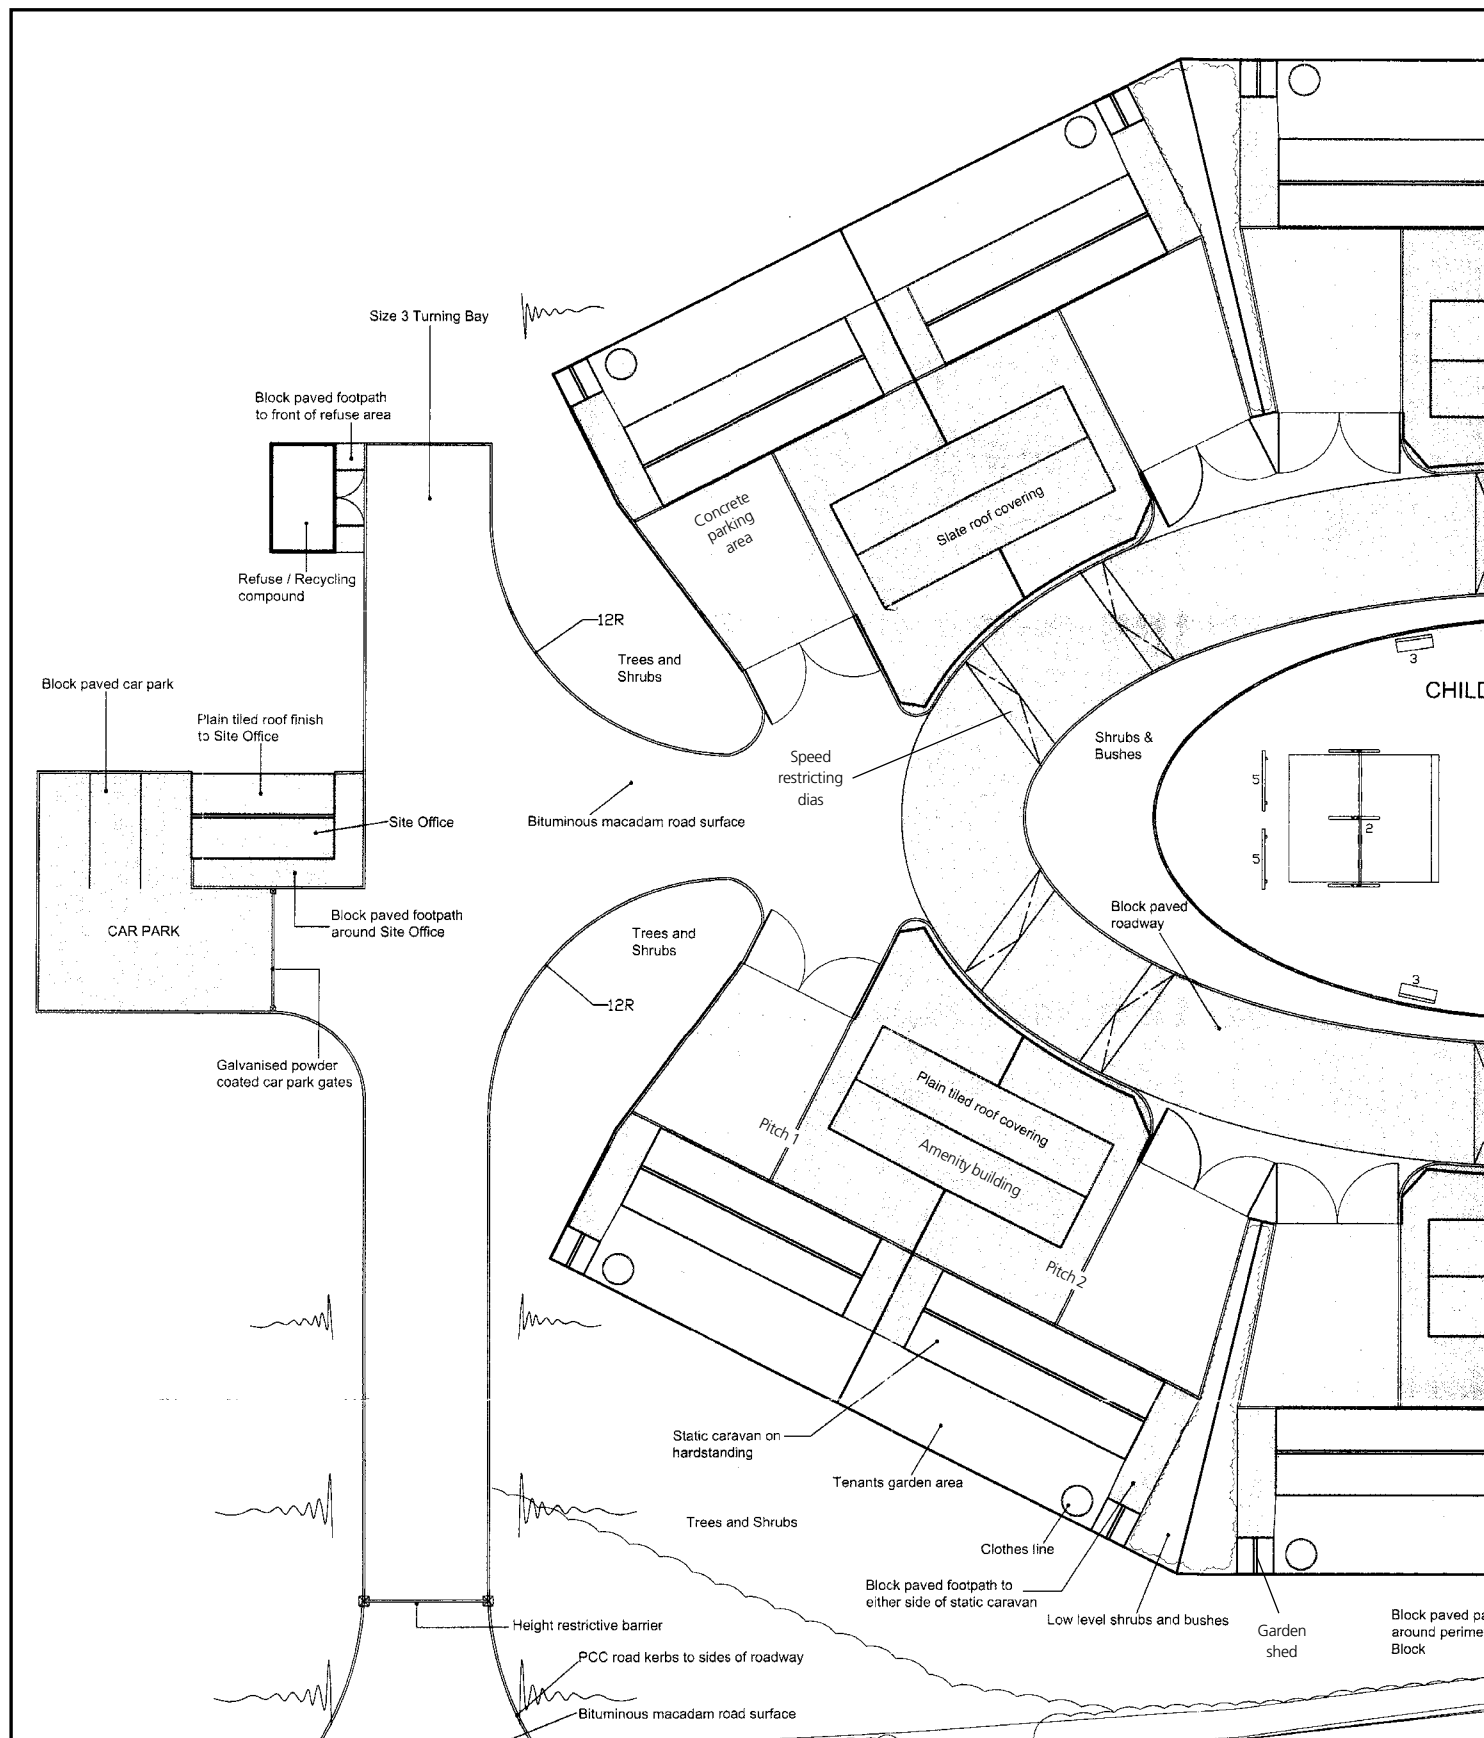 Size 3 Turning Bay
Block paved footpath
to front of refuse area
Concrete
parking
area
Slate roof covering
Refuse / Recycling
compound
12R
Trees and
Shrubs
3
CHILD
Block paved car park
Plain tiled roof finish
to Site Office
Shrubs &
Bushes
Speed
restricting
dias
5
2
5
Site Office
Bituminous macadam road surface
Block paved footpath
around Site Office
CAR PARK
Trees and
Shrubs
Block paved
roadway
3
12R
Galvanised powder
coated car park gates
Plain tiled roof covering
Amenity building
Pitch 1
Pitch 2
Static caravan on
hardstanding
Tenants garden area
Trees and Shrubs
Clothes line
Block paved footpath to
either side of static caravan
Low level shrubs and bushes
Garden
shed
Block paved pa
around perime
Block
Height restrictive barrier
PCC road kerbs to sides of roadway
Bituminous macadam road surface